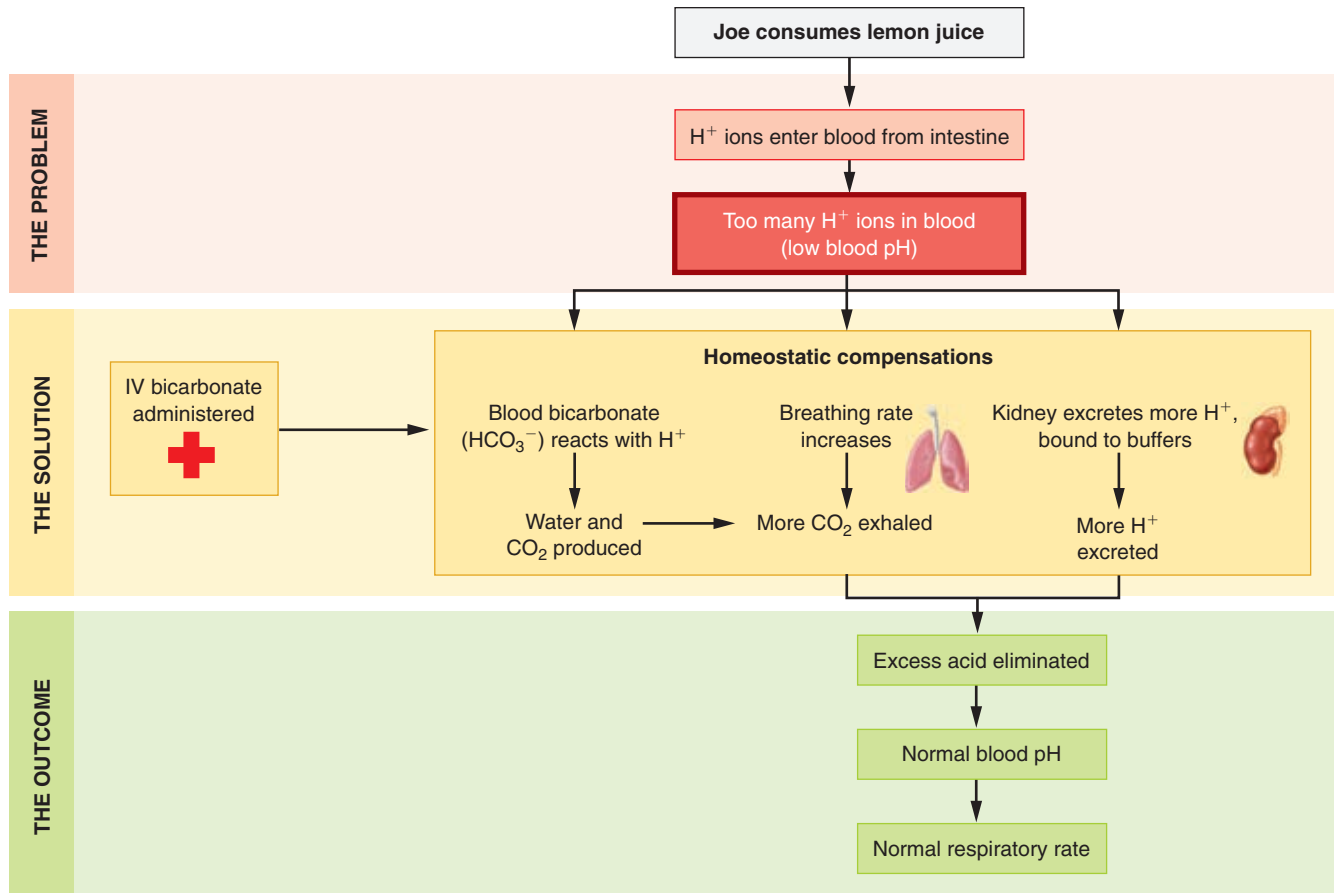 Joe consumes lemon juice
THE PROBLEM
H⁺ ions enter blood from intestine
Too many H⁺ ions in blood
(low blood pH)
THE SOLUTION
IV bicarbonate
administered
Homeostatic compensations
Blood bicarbonate
(HCO₃⁻) reacts with H⁺
Water and
CO₂ produced
Breathing rate
increases
More CO₂ exhaled
Kidney excretes more H⁺,
bound to buffers
More H⁺
excreted
THE OUTCOME
Excess acid eliminated
Normal blood pH
Normal respiratory rate